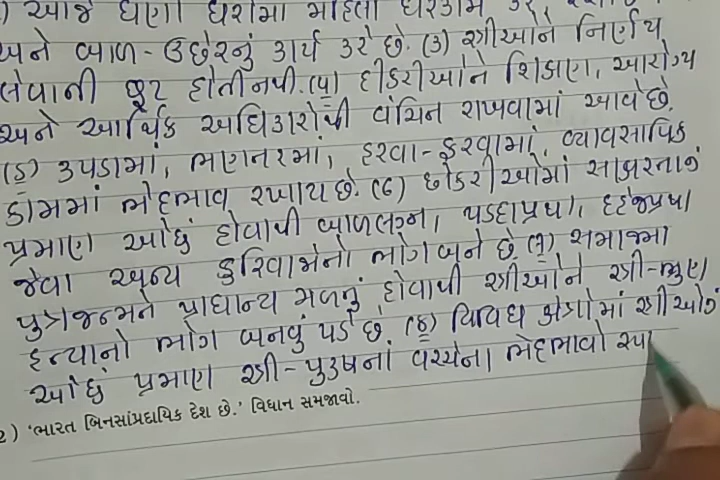 આજે ઘણા ઘરોમાં મહિલા ઘરકામ
અને બાળ-ઉછેરનું કાર્ય કરે છે. (૩) સ્ત્રીઓને નિર્ણય
લેવાની છૂટ હોતી નથી. (૪) દીકરીઓને શિક્ષણ, આરોગ્ય
અને આર્થિક અધિકારોથી વંચિત રાખવામાં આવે છે.
(૫) કપડામાં, ભણતરમાં, હરવા-ફરવામાં, વ્યાવસાયિક
કામમાં ભેદભાવ રખાય છે. (૬) છોકરીઓમાં સાક્ષરતાનું
પ્રમાણ ઓછું હોવાથી બાળલગ્ન, પડદાપ્રથા, દહેજપ્રથા
જેવા અન્ય કુરિવાજોનો ભોગ બને છે. (૭) સમાજમાં
પુત્રજન્મને પ્રાધાન્ય મળતું હોવાથી સ્ત્રીઓને સ્ત્રી-ભ્રુણ
હત્યાનો ભોગ બનવું પડે છે. (૮) વિવિધ ક્ષેત્રોમાં સ્ત્રીઓનું
ઓછું પ્રમાણ સ્ત્રી-પુરુષના વચ્ચેના ભેદભાવો સ્પ
૨) 'ભારત બિનસાંપ્રદાયિક દેશ છે.' વિધાન સમજાવો.